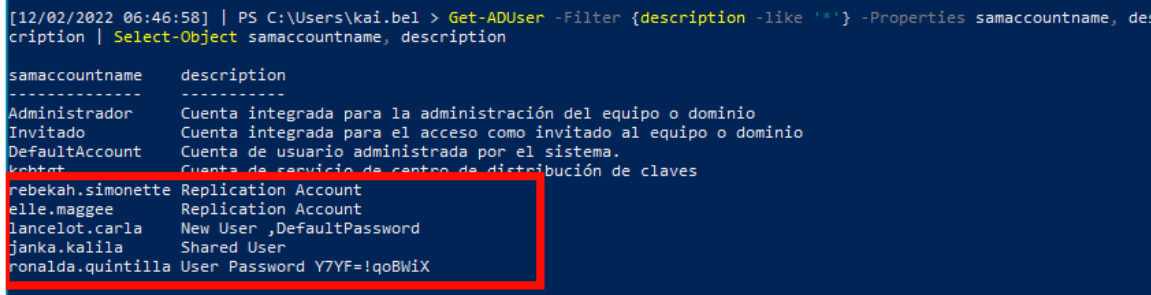 [12/02/2022 06:46:58] | PS C:\Users\kai.bel > Get-ADUser -Filter {description -like '*'} -Properties samaccountname, des
cription | Select-Object samaccountname, description
samaccountname description
-------------- -----------
Administrador Cuenta integrada para la administración del equipo o dominio
Invitado Cuenta integrada para el acceso como invitado al equipo o dominio
DefaultAccount Cuenta de usuario administrada por el sistema.
krbtgt Cuenta de servicio de centro de distribución de claves
rebekah.simonette Replication Account
elle.maggee Replication Account
lancelot.carla New User ,DefaultPassword
janka.kalila Shared User
ronalda.quintilla User Password Y7YF=!qoBWiX